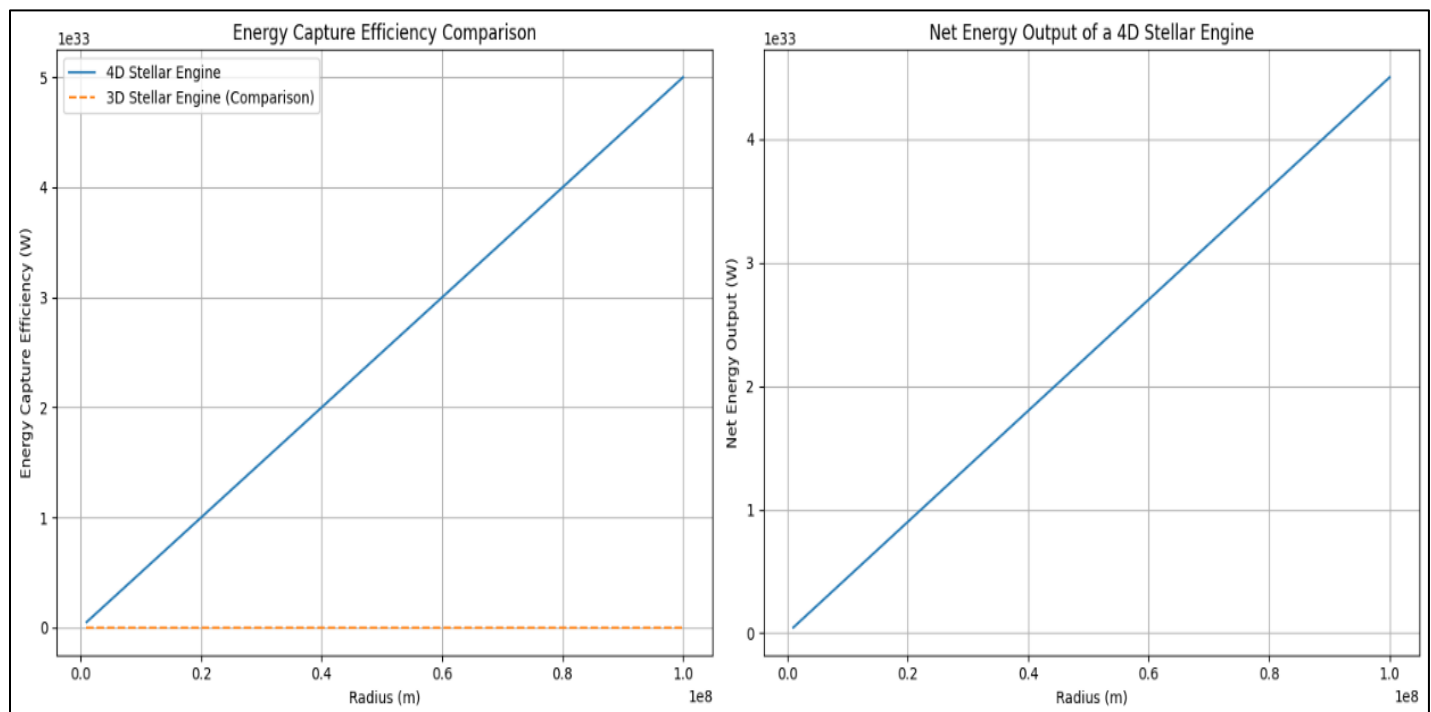 Energy Capture Efficiency Comparison
1e33
4D Stellar Engine
3D Stellar Engine (Comparison)
5
4
3
2
1
0
Energy Capture Efficiency (W)
0.0 0.2 0.4 0.6 0.8 1.0
1e8
Radius (m)
Net Energy Output of a 4D Stellar Engine
1e33
4
3
2
1
0
Net Energy Output (W)
0.0 0.2 0.4 0.6 0.8 1.0
1e8
Radius (m)